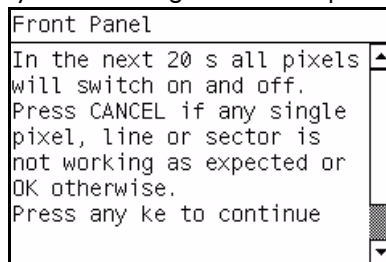 Front Panel
In the next 20 s all pixels
will switch on and off.
Press CANCEL if any single
pixel, line or sector is
not working as expected or
OK otherwise.
Press any ke to continue